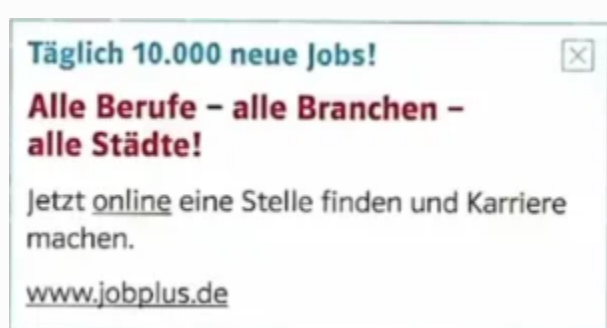 Täglich 10.000 neue Jobs!
Alle Berufe – alle Branchen –
alle Städte!
Jetzt online eine Stelle finden und Karriere
machen.
www.jobplus.de